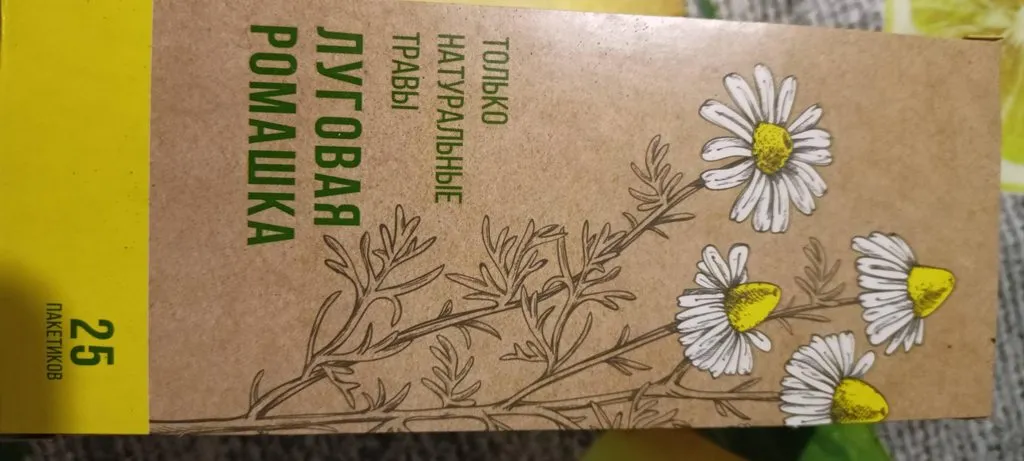 ТОЛЬКО
НАТУРАЛЬНЫЕ
ТРАВЫ
ЛУГОВАЯ
РОМАШКА
25
ПАКЕТИКОВ